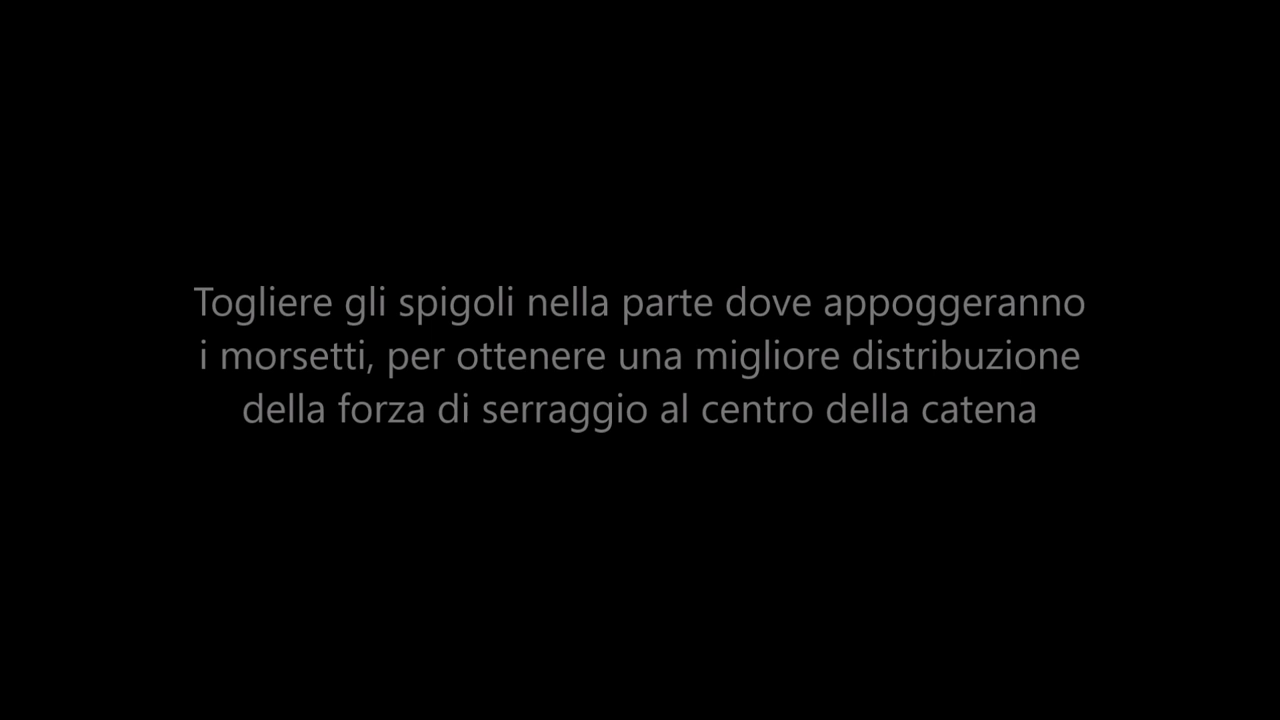 Togliere gli spigoli nella parte dove appoggeranno
i morsetti, per ottenere una migliore distribuzione
della forza di serraggio al centro della catena